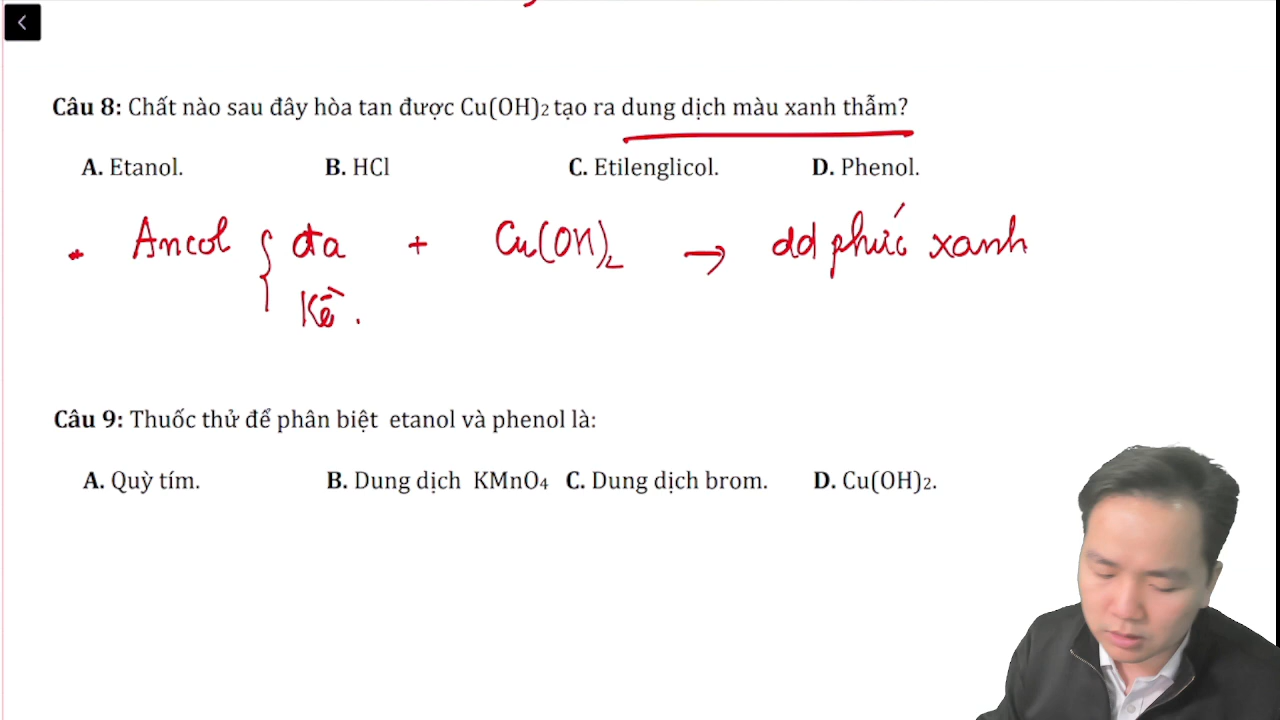 Câu 8: Chất nào sau đây hòa tan được Cu(OH)₂ tạo ra dung dịch màu xanh thẫm?
A. Etanol. B. HCl C. Etilenglicol. D. Phenol.
Ancol { đa + Cu(OH)₂ → dd phức xanh
kề.
Câu 9: Thuốc thử để phân biệt etanol và phenol là:
A. Quỳ tím. B. Dung dịch KMnO₄ C. Dung dịch brom. D. Cu(OH)₂.